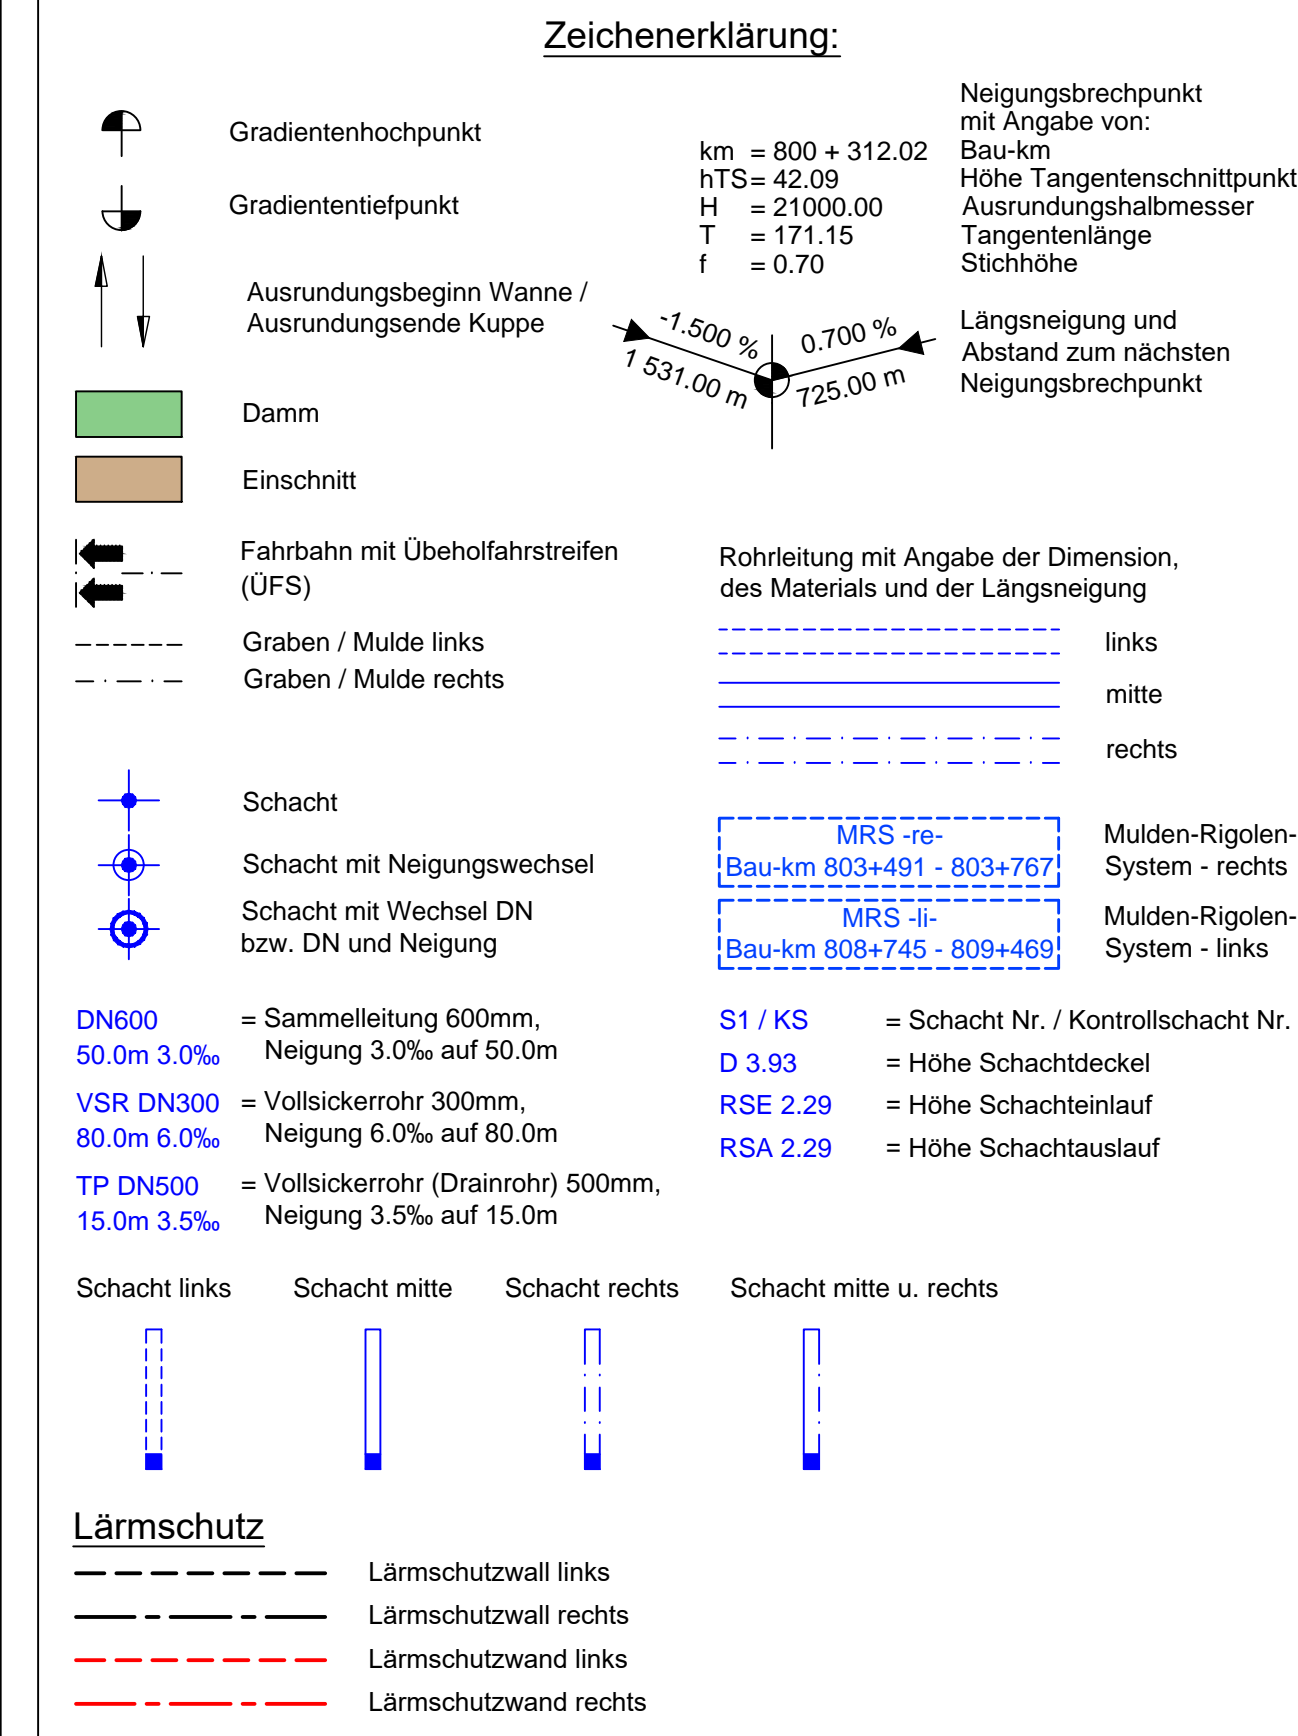 Zeichenerklärung:
Gradientenhochpunkt
Gradiententiefpunkt
Ausrundungsbeginn Wanne /
Ausrundungsende Kuppe
Damm
Einschnitt
Fahrbahn mit Übeholfahrstreifen
(ÜFS)
Graben / Mulde links
Graben / Mulde rechts
Schacht
Schacht mit Neigungswechsel
Schacht mit Wechsel DN
bzw. DN und Neigung
Neigungsbrechpunkt
mit Angabe von:
km = 800 + 312.02 Bau-km
hTS= 42.09 Höhe Tangentenschnittpunkt
H = 21000.00 Ausrundungshalbmesser
T = 171.15 Tangentenlänge
f = 0.70 Stichhöhe
-1.500 % 0.700 %
1 531.00 m 725.00 m
Längsneigung und
Abstand zum nächsten
Neigungsbrechpunkt
Rohrleitung mit Angabe der Dimension,
des Materials und der Längsneigung
links
mitte
rechts
MRS -re-
Bau-km 803+491 - 803+767
Mulden-Rigolen-
System - rechts
MRS -li-
Bau-km 808+745 - 809+469
Mulden-Rigolen-
System - links
DN600 = Sammelleitung 600mm,
50.0m 3.0‰ Neigung 3.0‰ auf 50.0m
VSR DN300 = Vollsickerrohr 300mm,
80.0m 6.0‰ Neigung 6.0‰ auf 80.0m
TP DN500 = Vollsickerrohr (Drainrohr) 500mm,
15.0m 3.5‰ Neigung 3.5‰ auf 15.0m
S1 / KS = Schacht Nr. / Kontrollschacht Nr.
D 3.93 = Höhe Schachtdeckel
RSE 2.29 = Höhe Schachteinlauf
RSA 2.29 = Höhe Schachtauslauf
Schacht links Schacht mitte Schacht rechts Schacht mitte u. rechts
Lärmschutz
Lärmschutzwall links
Lärmschutzwall rechts
Lärmschutzwand links
Lärmschutzwand rechts